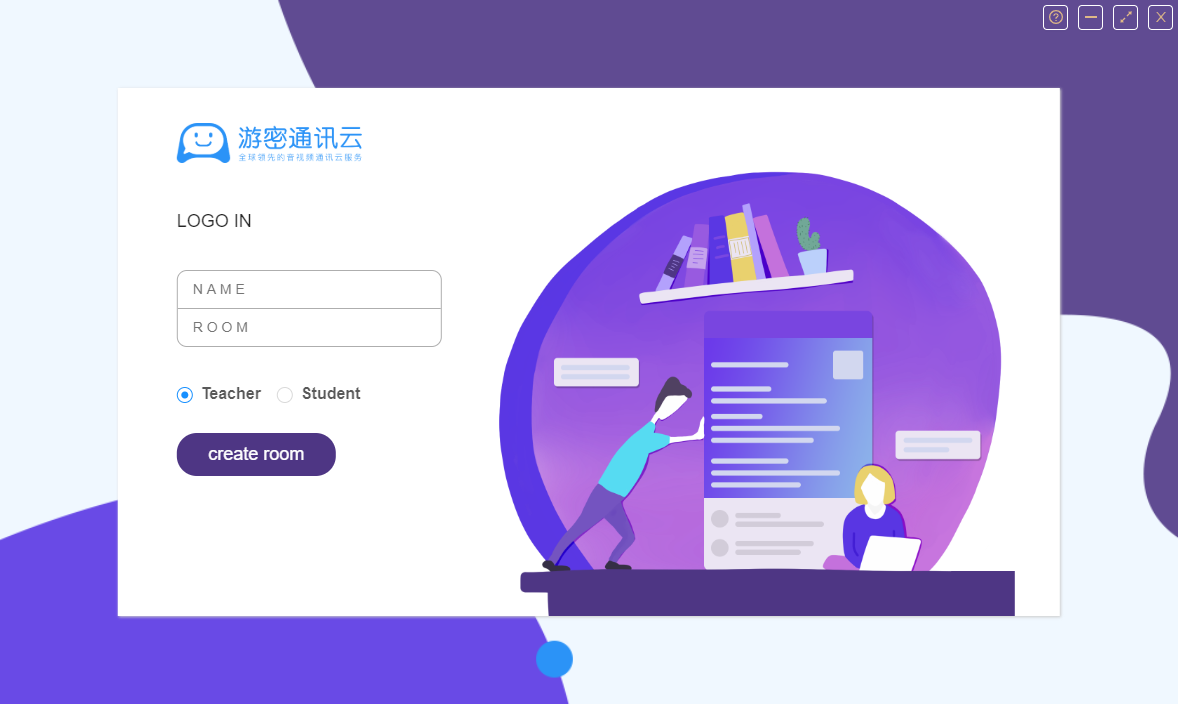 游密通讯云
全球领先的音视频通讯云服务
LOGO IN
NAME
ROOM
Teacher Student
create room